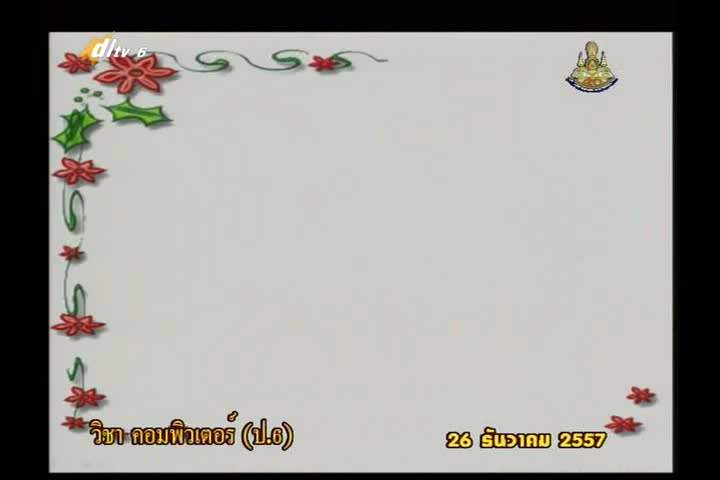 dltv 6
วิชา คอมพิวเตอร์ (ป.6)
26 ธันวาคม 2557